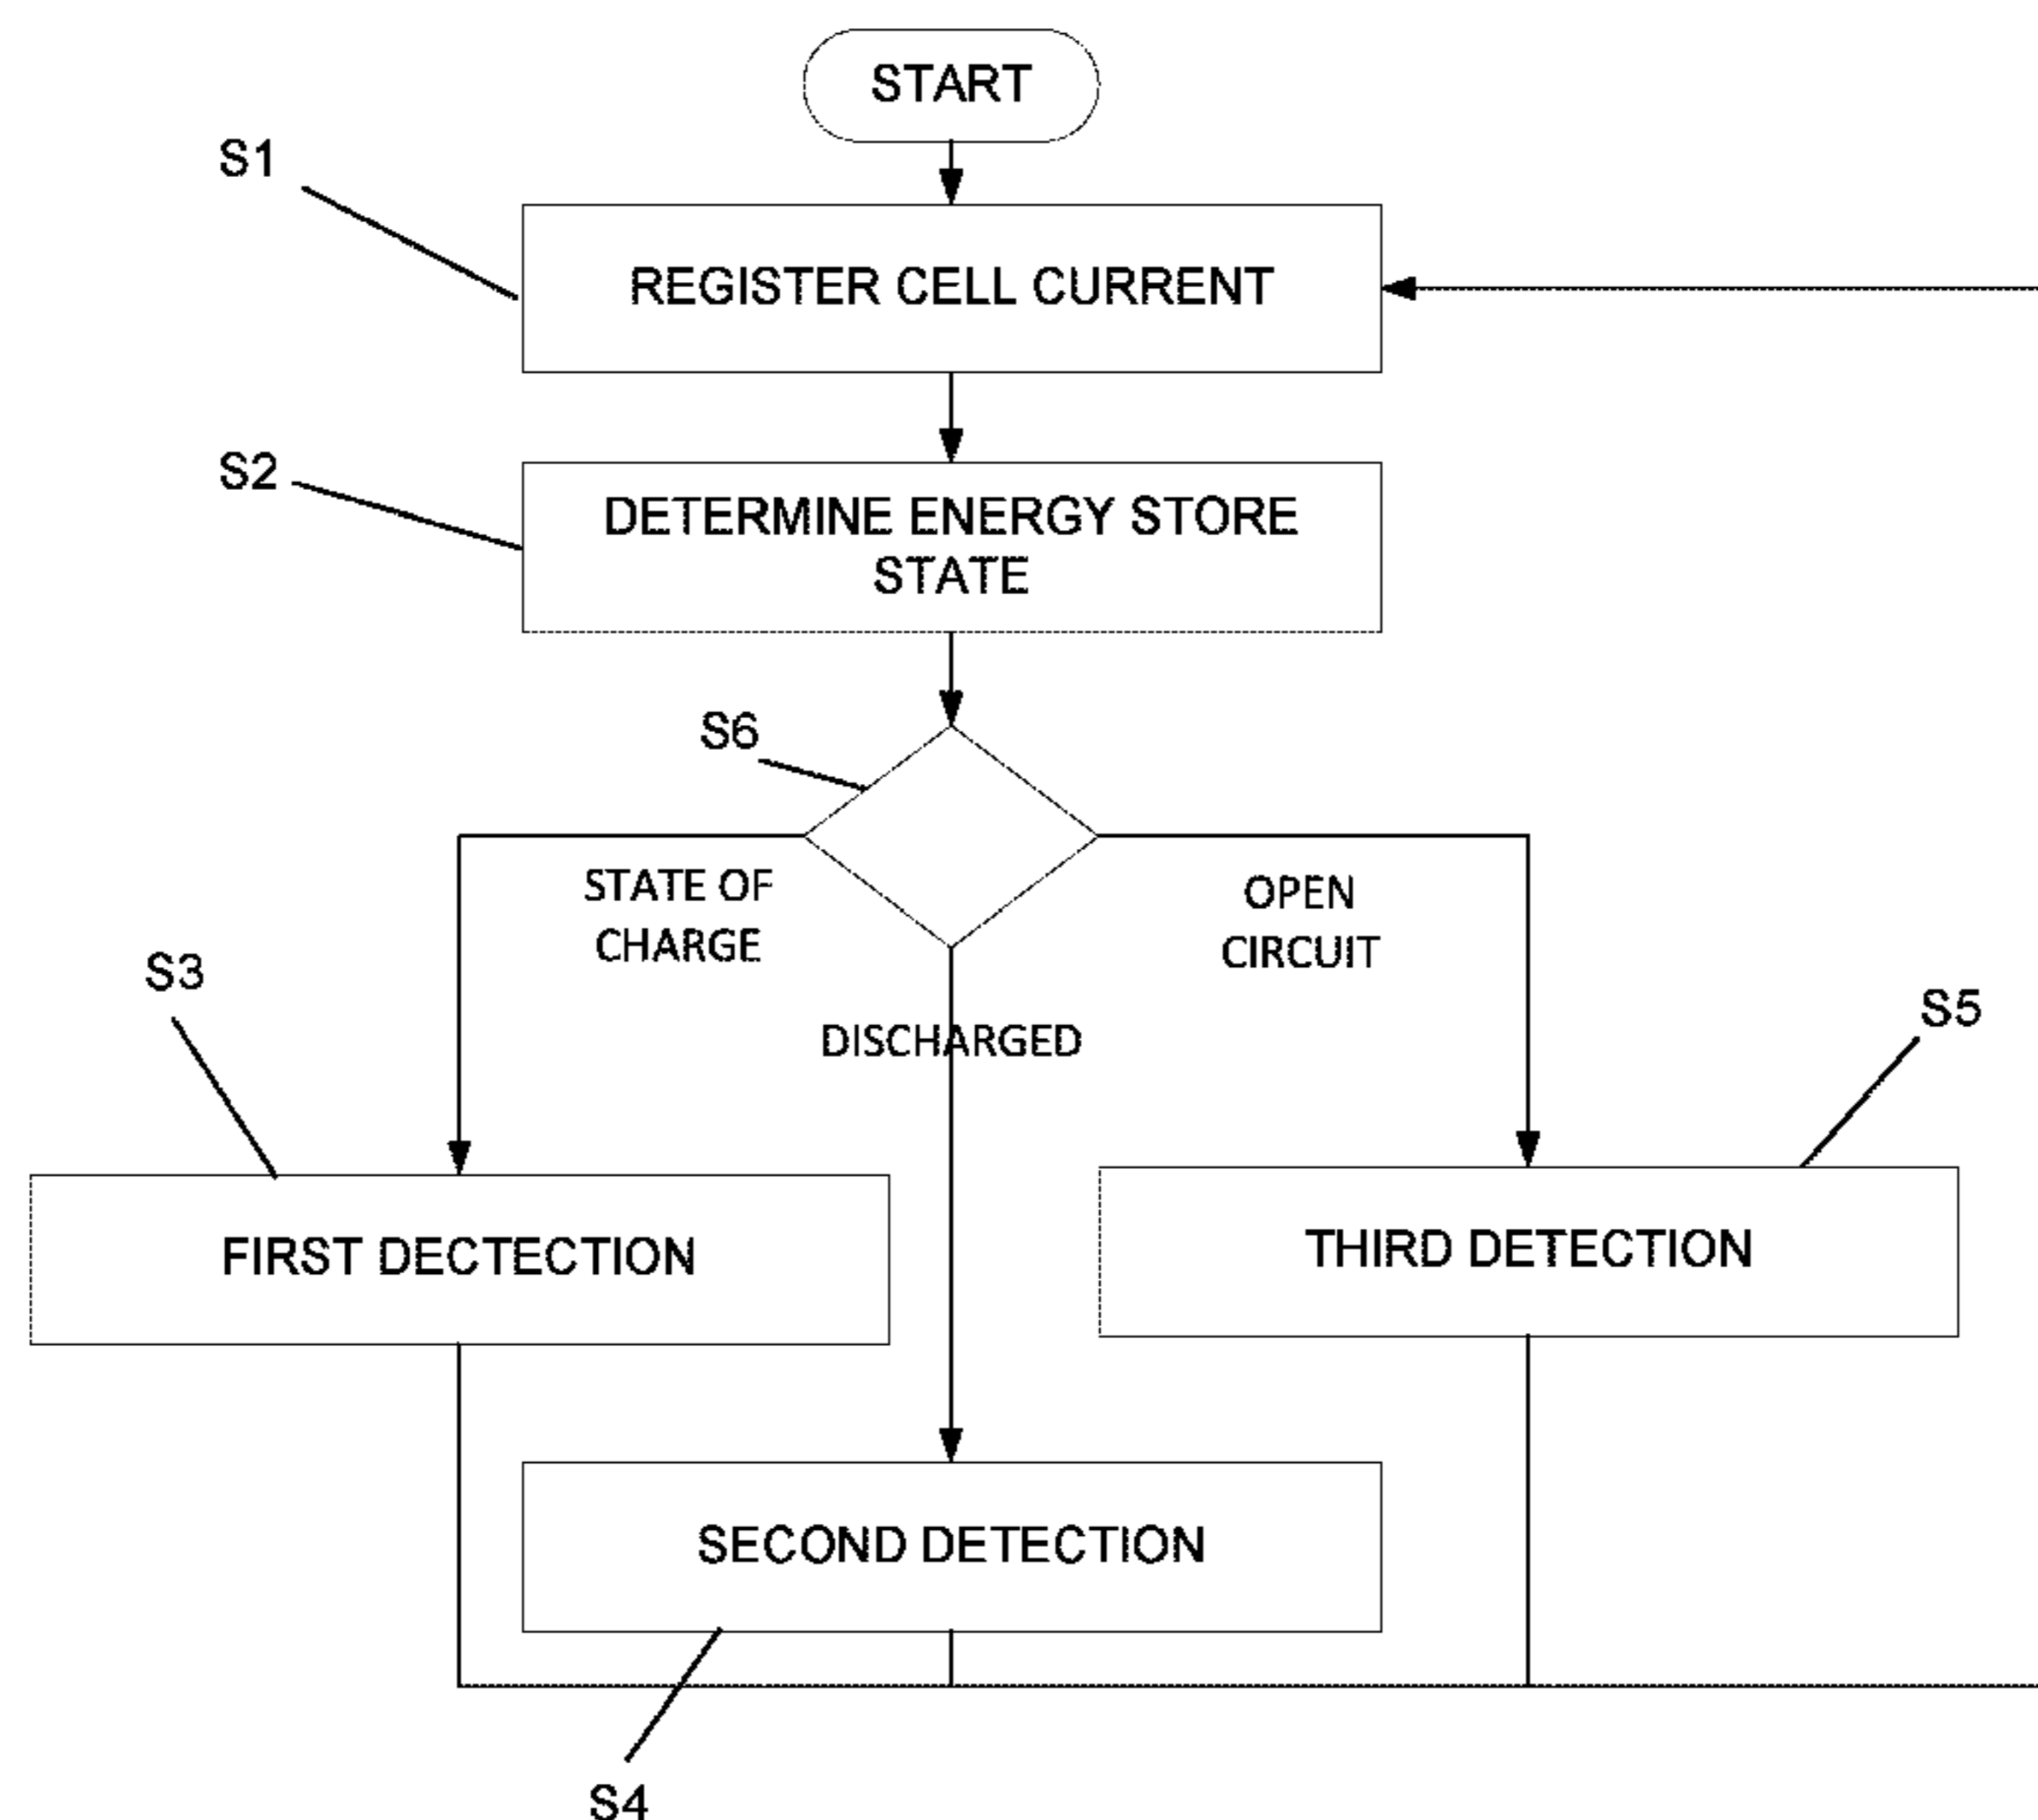 START
S1
REGISTER CELL CURRENT
S2
DETERMINE ENERGY STORE
STATE
S6
STATE OF
CHARGE
OPEN
CIRCUIT
S3
DISCHARGED
S5
FIRST DECTECTION
THIRD DETECTION
SECOND DETECTION
S4